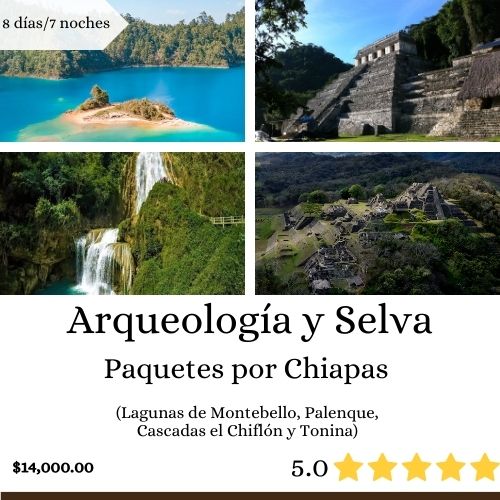 8 días/7 noches
Arqueología y Selva
Paquetes por Chiapas
(Lagunas de Montebello, Palenque,
Cascadas el Chiflón y Tonina)
$14,000.00
5.0